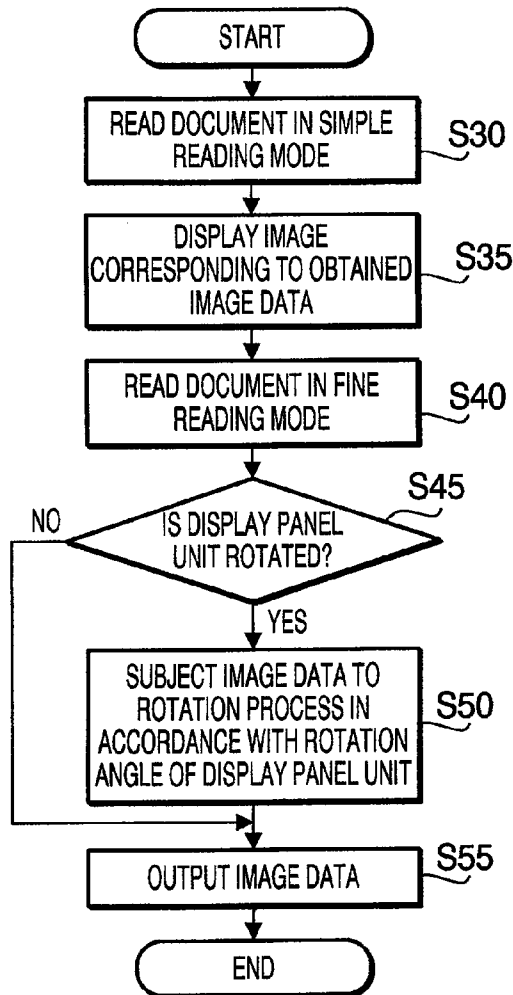 START
READ DOCUMENT IN SIMPLE
READING MODE
S30
DISPLAY IMAGE
CORRESPONDING TO OBTAINED
IMAGE DATA
S35
READ DOCUMENT IN FINE
READING MODE
S40
S45
NO
IS DISPLAY PANEL
UNIT ROTATED?
YES
SUBJECT IMAGE DATA TO
ROTATION PROCESS IN
ACCORDANCE WITH ROTATION
ANGLE OF DISPLAY PANEL UNIT
S50
OUTPUT IMAGE DATA
S55
END